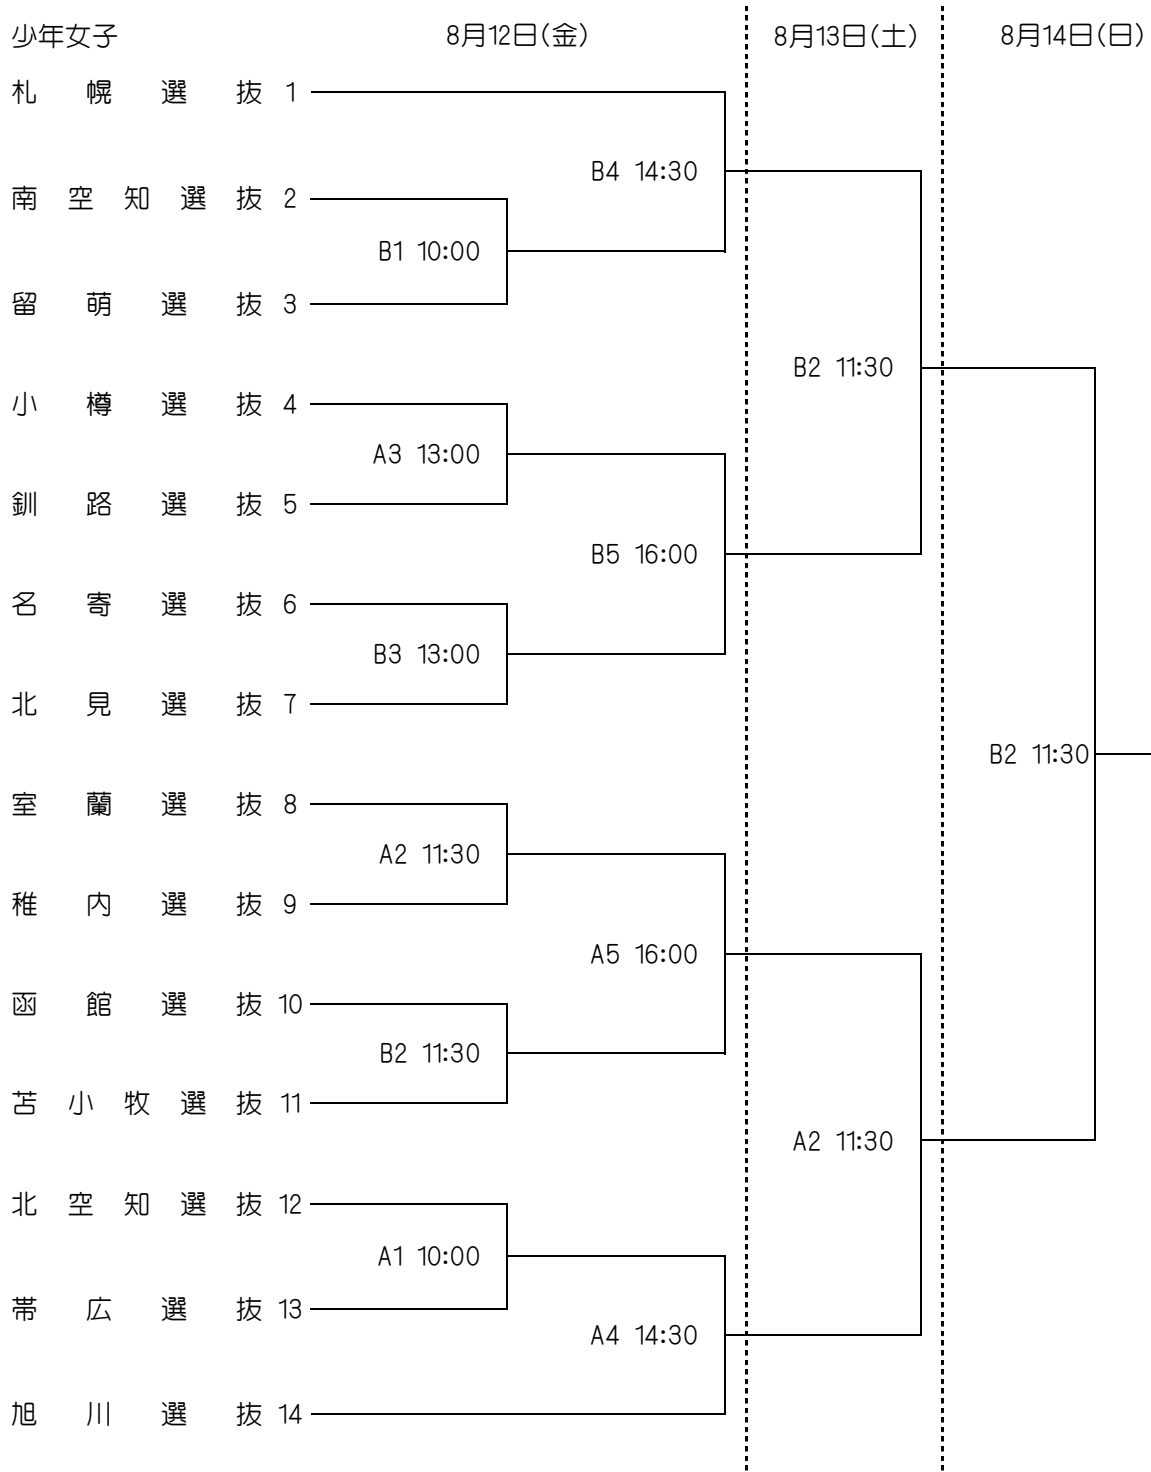 少年女子 8月12日(金) 8月13日(土) 8月14日(日)
札幌選抜 1
B4 14:30
南空知選抜 2
B1 10:00
留萌選抜 3
B2 11:30
小樽選抜 4
A3 13:00
釧路選抜 5
B5 16:00
名寄選抜 6
B3 13:00
北見選抜 7
B2 11:30
室蘭選抜 8
A2 11:30
稚内選抜 9
A5 16:00
函館選抜 10
B2 11:30
苫小牧選抜 11
A2 11:30
北空知選抜 12
A1 10:00
帯広選抜 13
A4 14:30
旭川選抜 14